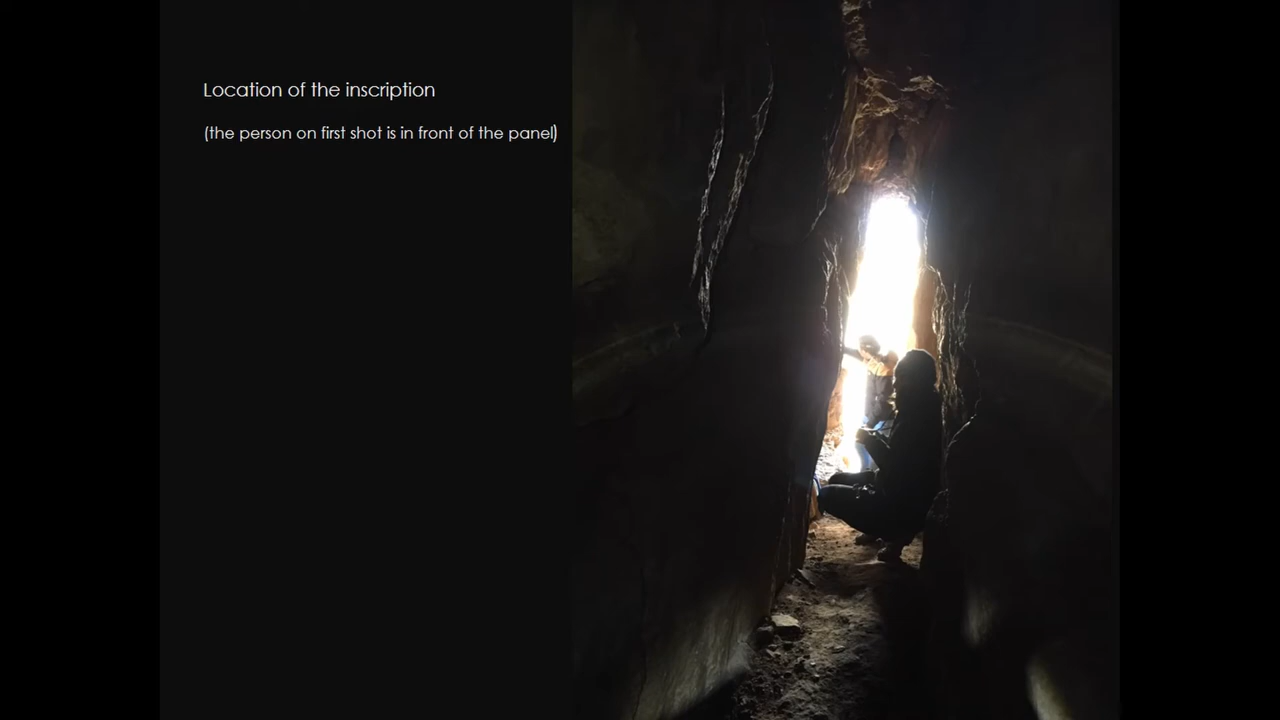 Location of the inscription
(the person on first shot is in front of the panel)